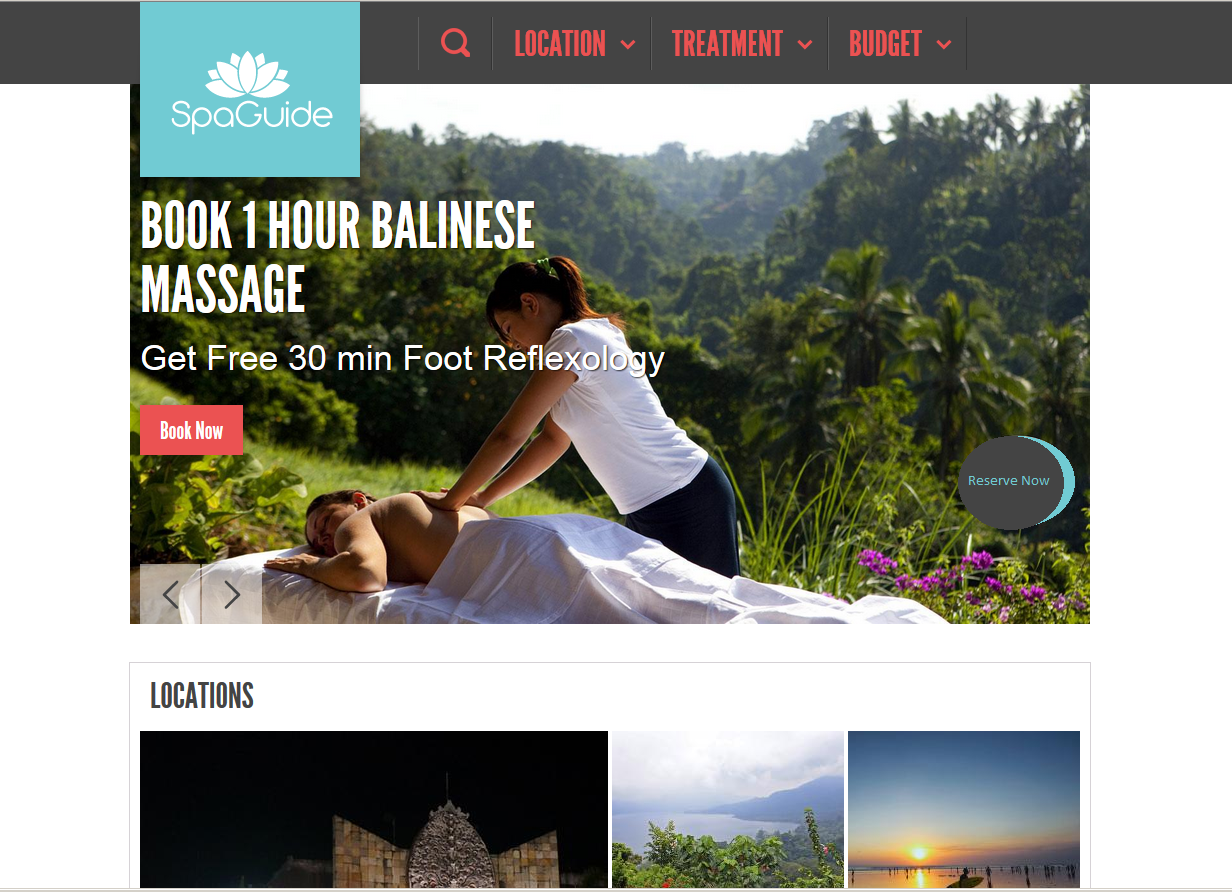 LOCATION
TREATMENT
BUDGET
SpaGuide
BOOK 1 HOUR BALINESE
MASSAGE
Get Free 30 min Foot Reflexology
Book Now
Reserve Now
LOCATIONS